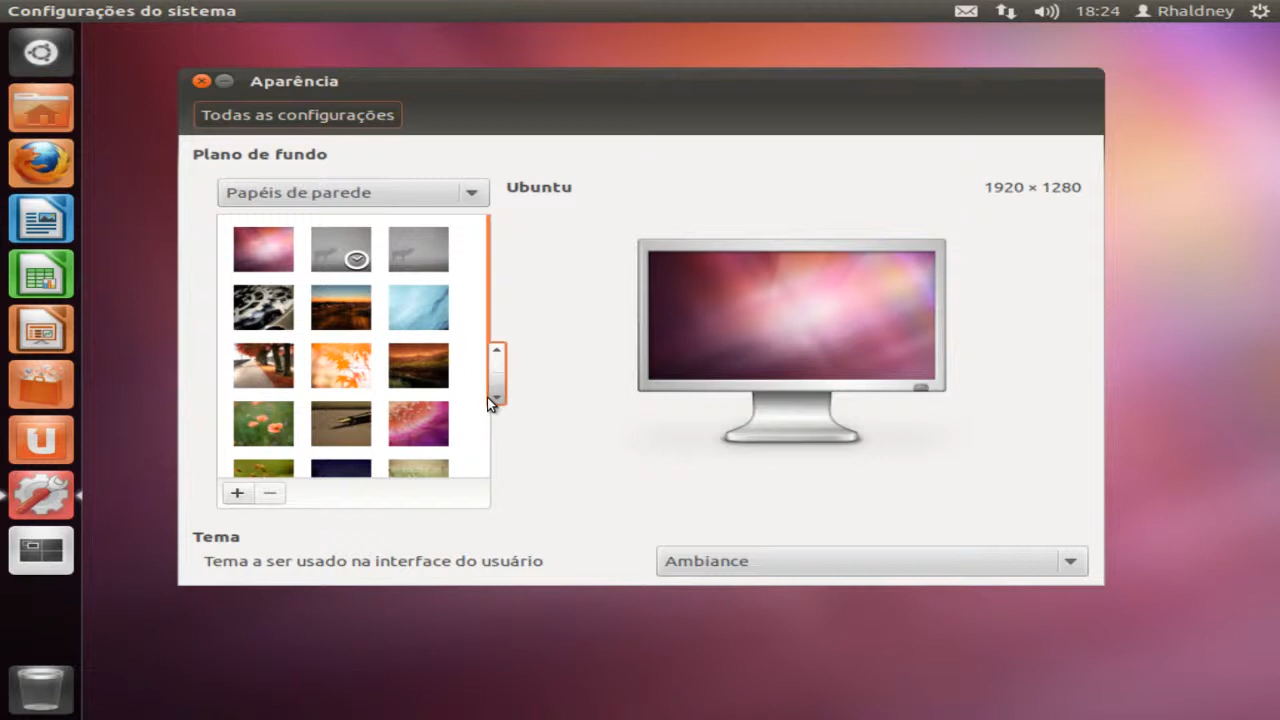 Configurações do sistema
18:24
Rhaldney
Aparência
Todas as configurações
Plano de fundo
Papéis de parede
Ubuntu
1920 × 1280
Tema
Tema a ser usado na interface do usuário
Ambiance